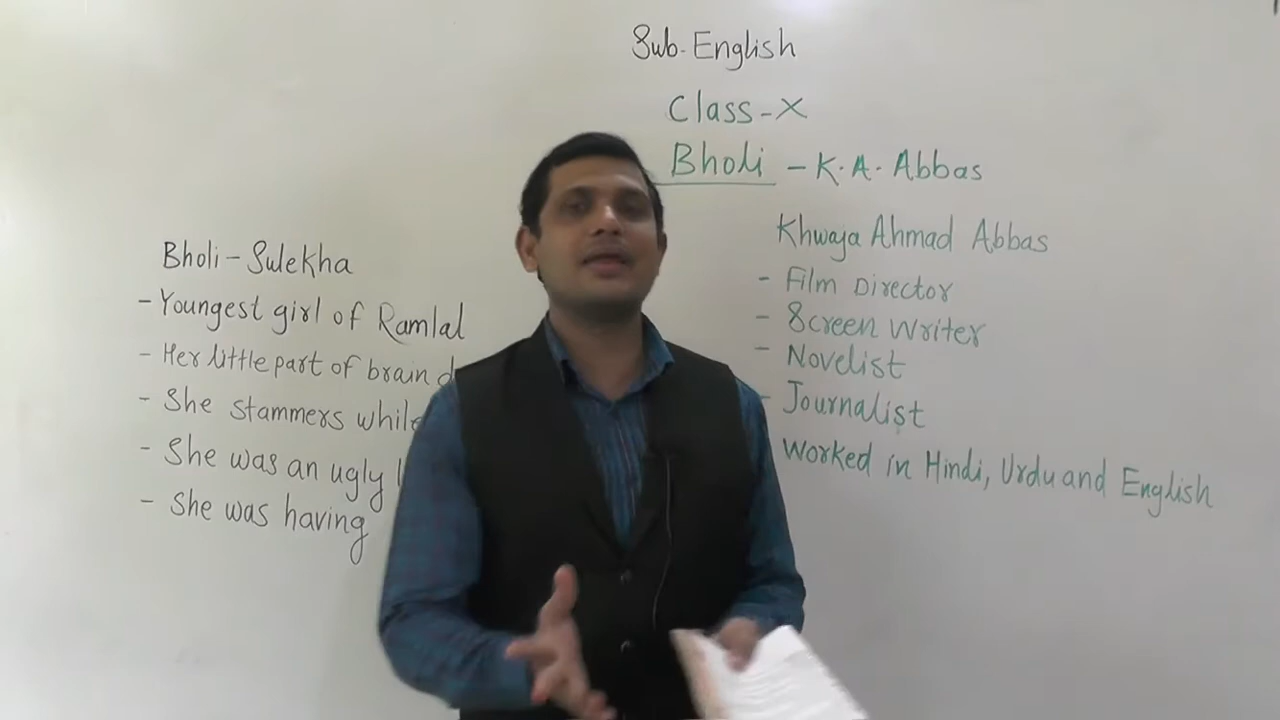 Sub. English
Class - X
Bholi - K. A. Abbas
Khwaja Ahmad Abbas
- Film Director
- Screen Writer
- Novelist
- Journalist
Worked in Hindi, Urdu and English
Bholi - Sulekha
- Youngest girl of Ramlal
- Her little part of brain
- She stammers while
- She was an ugly
- She was having